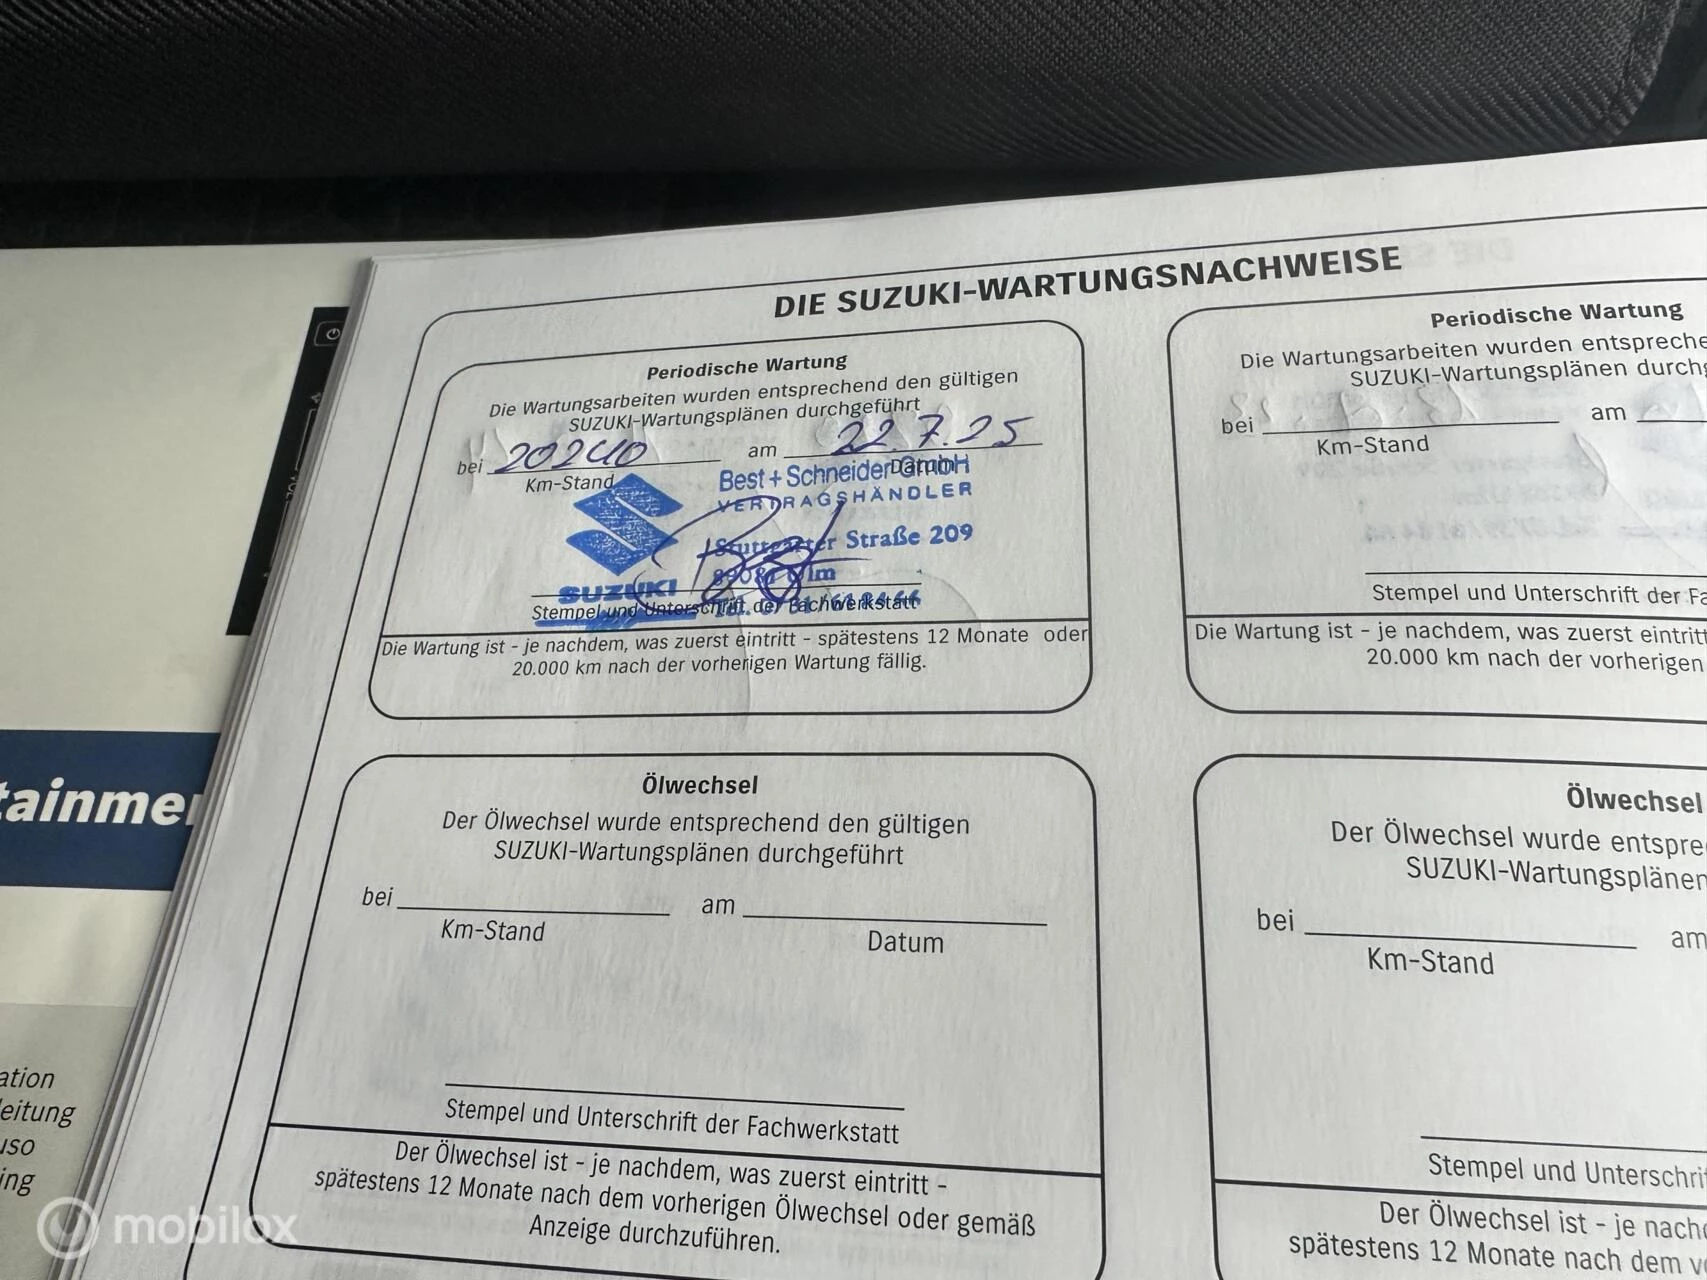 DIE SUZUKI-WARTUNGSNACHWEISE
Periodische Wartung
Die Wartungsarbeiten wurden entsprechend den gültigen
SUZUKI-Wartungsplänen durchgeführt
bei 20240 am 22.7.25
Km-Stand Datum
Best + Schneider GmbH
VERTRAGSHÄNDLER
Stuttgarter Straße 209
89081 Ulm
SUZUKI
Stempel und Unterschrift der Fachwerkstatt
Die Wartung ist - je nachdem, was zuerst eintritt - spätestens 12 Monate oder
20.000 km nach der vorherigen Wartung fällig.
Periodische Wartung
Die Wartungsarbeiten wurden entspreche
SUZUKI-Wartungsplänen durchg
bei am
Km-Stand
Stempel und Unterschrift der Fa
Die Wartung ist - je nachdem, was zuerst eintritt
20.000 km nach der vorherigen
Ölwechsel
Der Ölwechsel wurde entsprechend den gültigen
SUZUKI-Wartungsplänen durchgeführt
bei am
Km-Stand Datum
Stempel und Unterschrift der Fachwerkstatt
Der Ölwechsel ist - je nachdem, was zuerst eintritt -
spätestens 12 Monate nach dem vorherigen Ölwechsel oder gemäß
Anzeige durchzuführen.
Ölwechsel
Der Ölwechsel wurde entspre
SUZUKI-Wartungsplänen
bei am
Km-Stand
Stempel und Unterschri
Der Ölwechsel ist - je nach
spätestens 12 Monate nach dem v
tainme
ation
leitung
uso
ing
mobilox